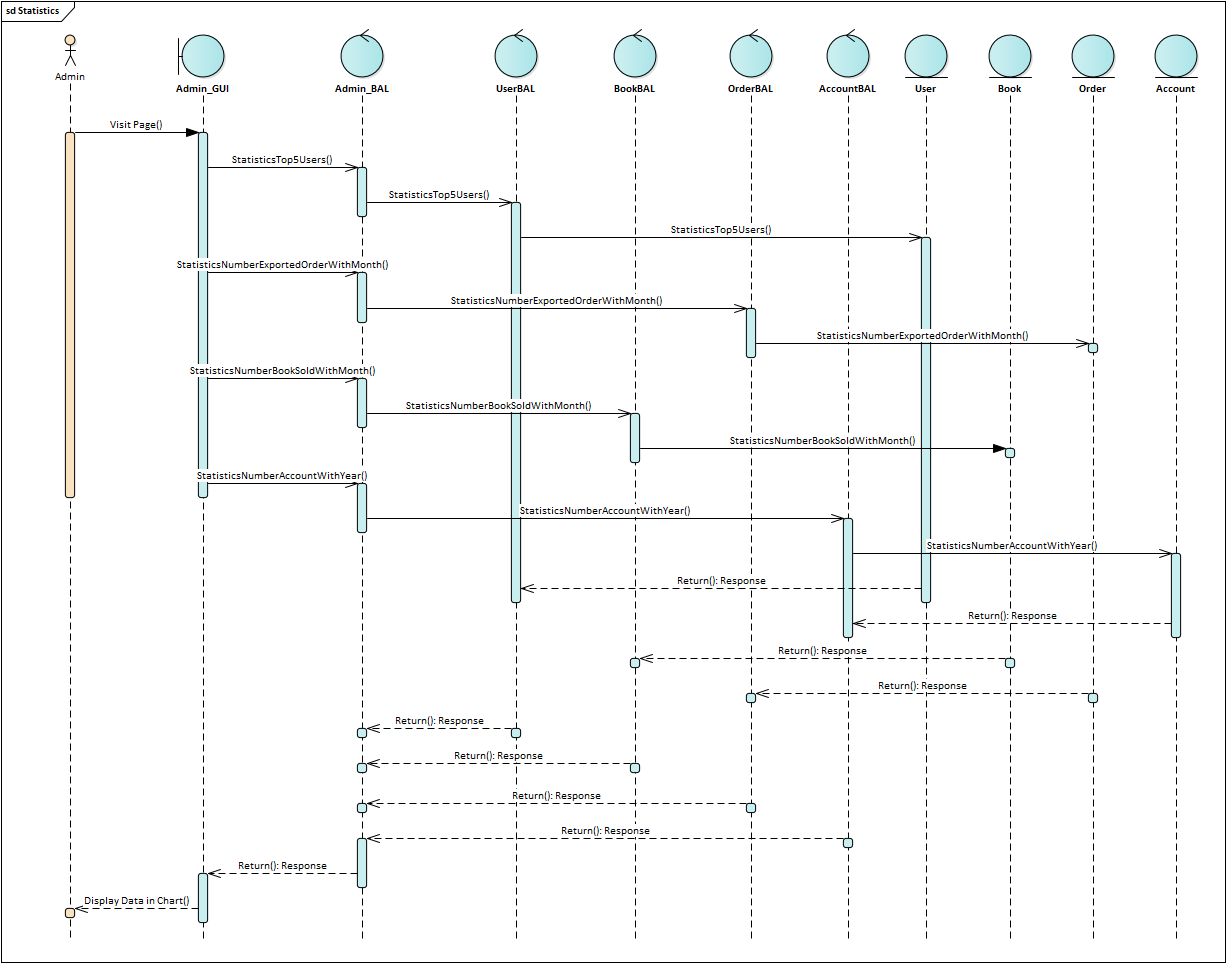 sd Statistics
Admin
Admin_GUI
Admin_BAL
UserBAL
BookBAL
OrderBAL
AccountBAL
User
Book
Order
Account
Visit Page()
StatisticsTop5Users()
StatisticsTop5Users()
StatisticsTop5Users()
StatisticsNumberExportedOrderWithMonth()
StatisticsNumberExportedOrderWithMonth()
StatisticsNumberExportedOrderWithMonth()
StatisticsNumberBookSoldWithMonth()
StatisticsNumberBookSoldWithMonth()
StatisticsNumberBookSoldWithMonth()
StatisticsNumberAccountWithYear()
StatisticsNumberAccountWithYear()
StatisticsNumberAccountWithYear()
Return(): Response
Return(): Response
Return(): Response
Return(): Response
Return(): Response
Return(): Response
Return(): Response
Return(): Response
Return(): Response
Display Data in Chart()